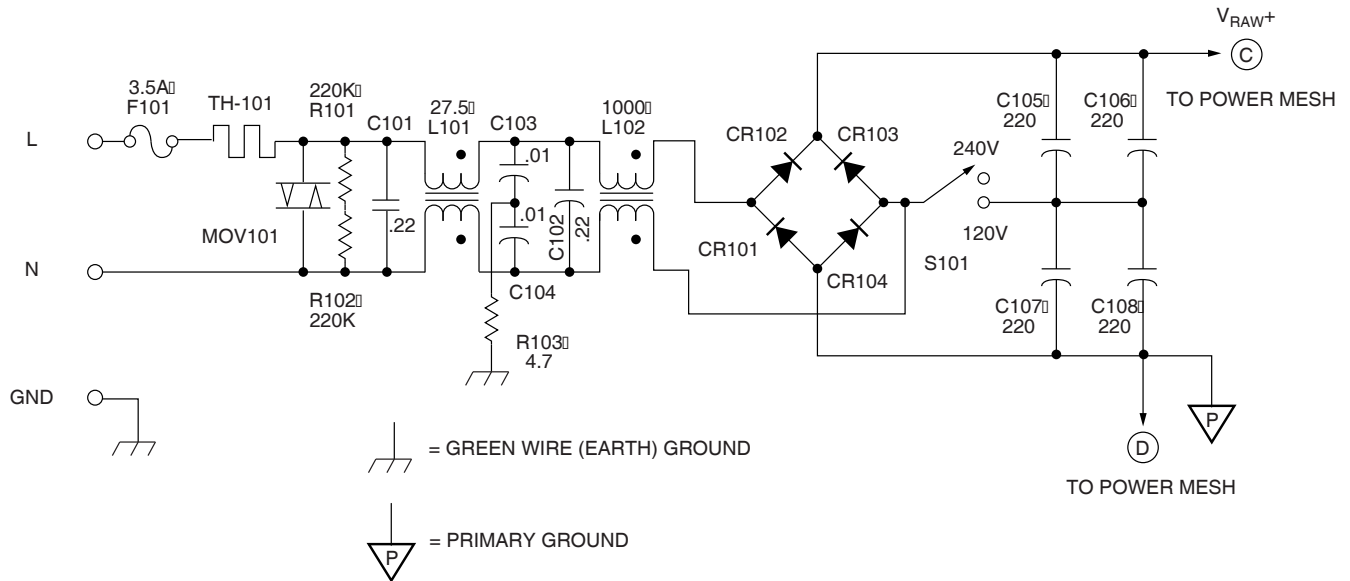 V_RAW+
C
TO POWER MESH
3.5A▯
F101
TH-101
220K▯
R101
C101
27.5▯
L101
C103
1000▯
L102
L
.01
.01
.22
C102
.22
MOV101
N
R102▯
220K
C104
R103▯
4.7
CR102
CR103
CR101
CR104
240V
120V
S101
C105▯
220
C106▯
220
C107▯
220
C108▯
220
GND
P
D
TO POWER MESH
= GREEN WIRE (EARTH) GROUND
P
= PRIMARY GROUND